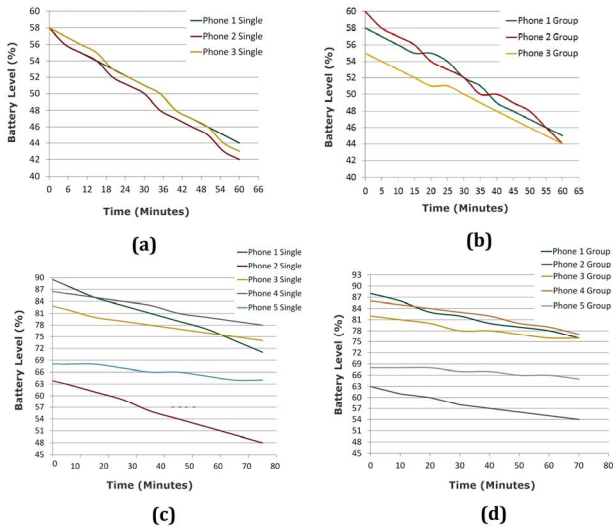 Phone 1 Single
Phone 2 Single
Phone 3 Single
Battery Level (%)
60
58
56
54
52
50
48
46
44
42
40
0 6 12 18 24 30 36 42 48 54 60 66
Time (Minutes)
(a)
Phone 1 Group
Phone 2 Group
Phone 3 Group
Battery Level (%)
60
58
56
54
52
50
48
46
44
42
40
0 5 10 15 20 25 30 35 40 45 50 55 60 65
Time (Minutes)
(b)
Phone 1 Single
Phone 2 Single
Phone 3 Single
Phone 4 Single
Phone 5 Single
Battery Level (%)
90
87
84
81
78
75
72
69
66
63
60
57
54
51
48
45
0 10 20 30 40 50 60 70 80
Time (Minutes)
(c)
Phone 1 Group
Phone 2 Group
Phone 3 Group
Phone 4 Group
Phone 5 Group
Battery Level (%)
93
90
87
84
81
78
75
72
69
66
63
60
57
54
51
48
45
0 10 20 30 40 50 60 70 80
Time (Minutes)
(d)